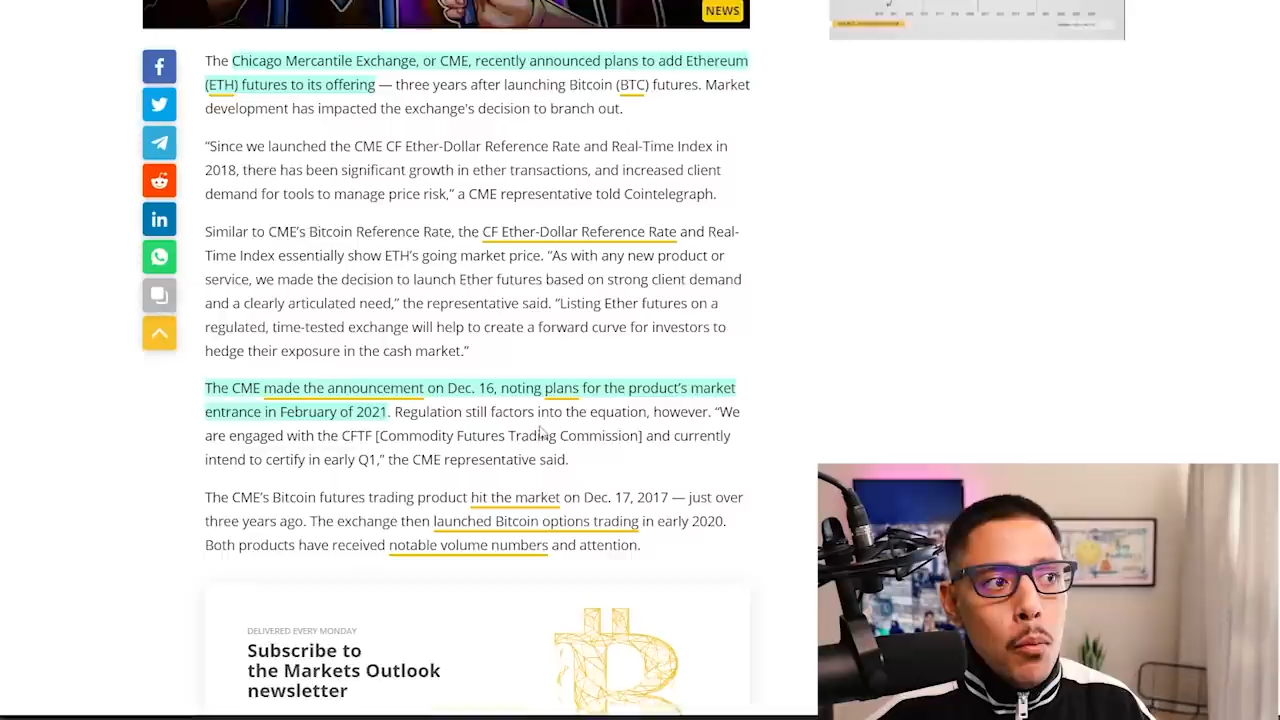 NEWS
The Chicago Mercantile Exchange, or CME, recently announced plans to add Ethereum
(ETH) futures to its offering — three years after launching Bitcoin (BTC) futures. Market
development has impacted the exchange's decision to branch out.
“Since we launched the CME CF Ether-Dollar Reference Rate and Real-Time Index in
2018, there has been significant growth in ether transactions, and increased client
demand for tools to manage price risk,” a CME representative told Cointelegraph.
Similar to CME’s Bitcoin Reference Rate, the CF Ether-Dollar Reference Rate and Real-
Time Index essentially show ETH’s going market price. “As with any new product or
service, we made the decision to launch Ether futures based on strong client demand
and a clearly articulated need,” the representative said. “Listing Ether futures on a
regulated, time-tested exchange will help to create a forward curve for investors to
hedge their exposure in the cash market.”
The CME made the announcement on Dec. 16, noting plans for the product’s market
entrance in February of 2021. Regulation still factors into the equation, however. “We
are engaged with the CFTF [Commodity Futures Trading Commission] and currently
intend to certify in early Q1,” the CME representative said.
The CME’s Bitcoin futures trading product hit the market on Dec. 17, 2017 — just over
three years ago. The exchange then launched Bitcoin options trading in early 2020.
Both products have received notable volume numbers and attention.
DELIVERED EVERY MONDAY
Subscribe to
the Markets Outlook
newsletter